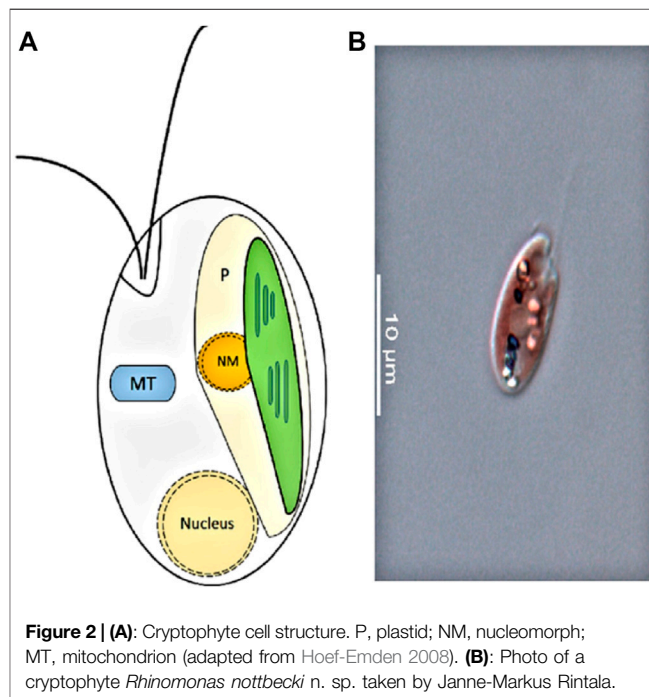 A
B
P
NM
MT
Nucleus
10 µm
Figure 2 | (A): Cryptophyte cell structure. P, plastid; NM, nucleomorph;
MT, mitochondrion (adapted from Hoef-Emden 2008). (B): Photo of a
cryptophyte Rhinomonas nottbecki n. sp. taken by Janne-Markus Rintala.